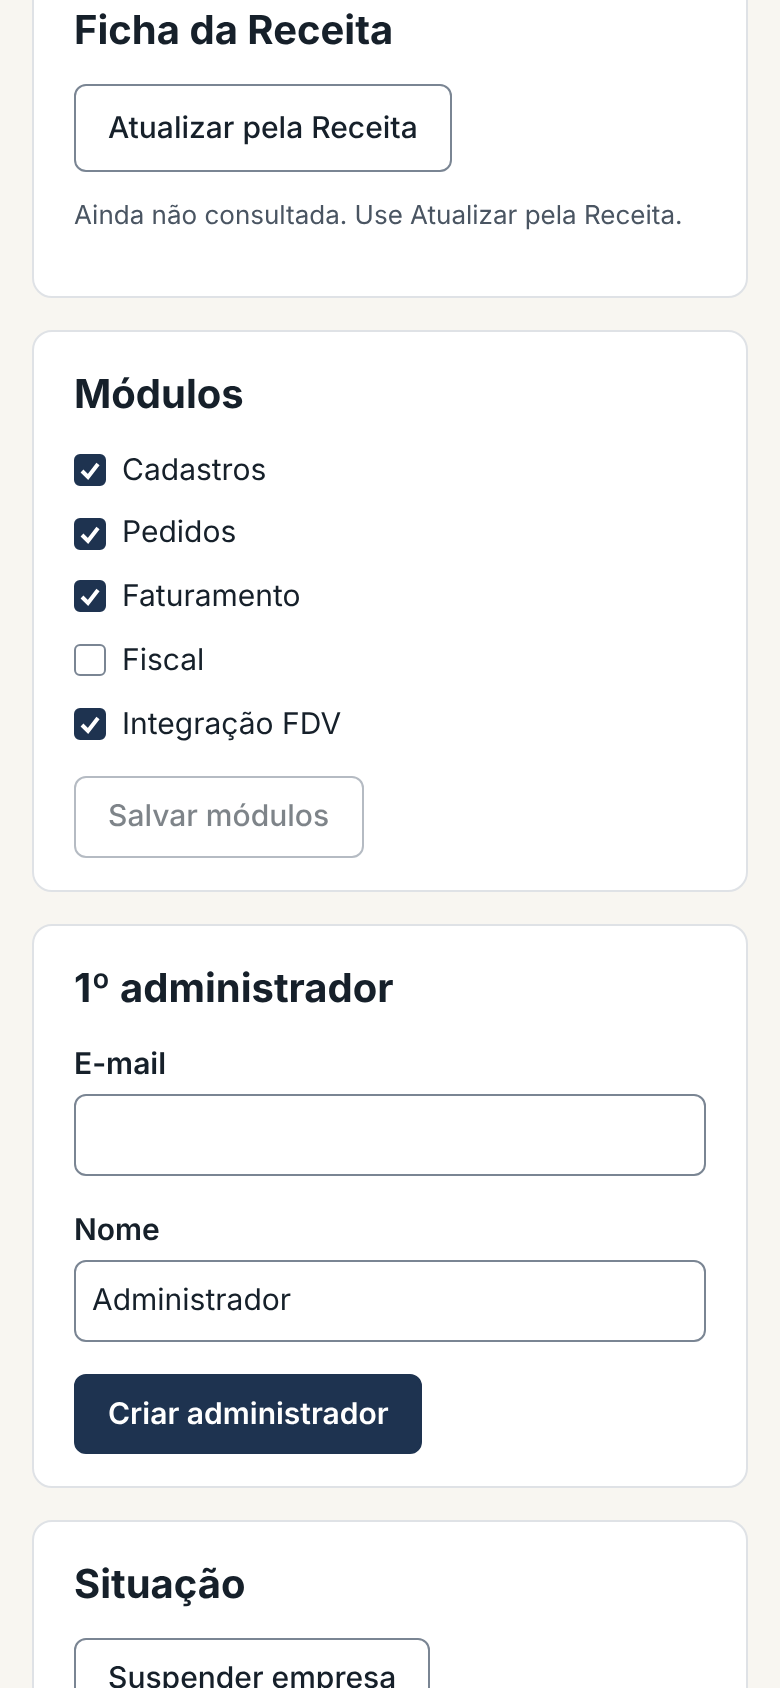 Ficha da Receita
Atualizar pela Receita
Ainda não consultada. Use Atualizar pela Receita.
Módulos
Cadastros
Pedidos
Faturamento
Fiscal
Integração FDV
Salvar módulos
1º administrador
E-mail
Nome
Administrador
Criar administrador
Situação
Suspender empresa